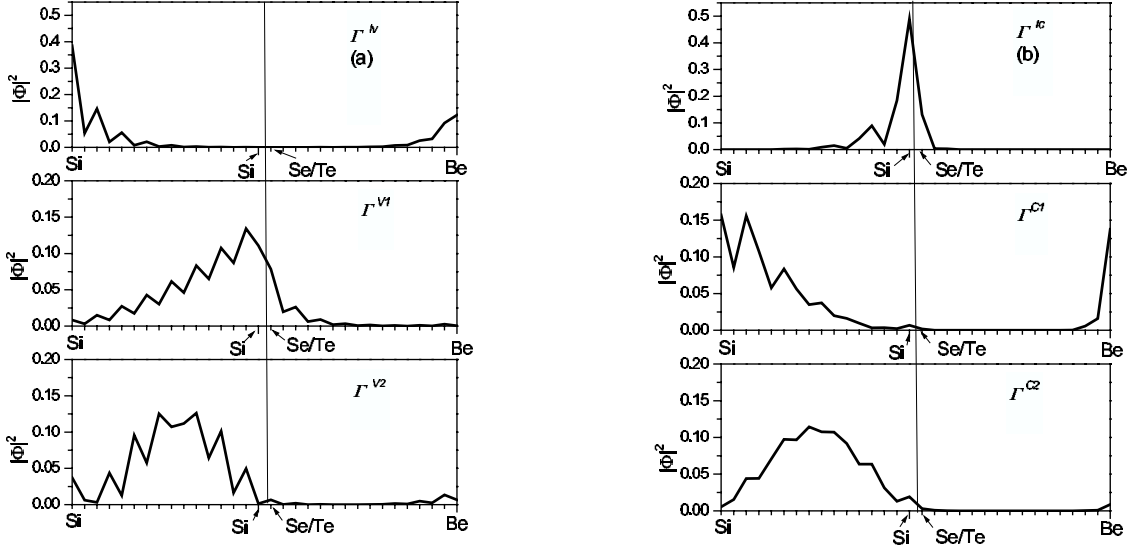 0.5
0.4
0.3
0.2
0.1
0.0
|Φ|²
Γ^Iv
(a)
Si
Si
Se/Te
Be
0.20
0.15
0.10
0.05
0.00
|Φ|²
Γ^V1
Si
Si
Se/Te
Be
0.20
0.15
0.10
0.05
0.00
|Φ|²
Γ^V2
Si
Si
Se/Te
Be
0.5
0.4
0.3
0.2
0.1
0.0
|Φ|²
Γ^Ic
(b)
Si
Si
Se/Te
Be
0.20
0.15
0.10
0.05
0.00
|Φ|²
Γ^C1
Si
Si
Se/Te
Be
0.20
0.15
0.10
0.05
0.00
|Φ|²
Γ^C2
Si
Si
Se/Te
Be